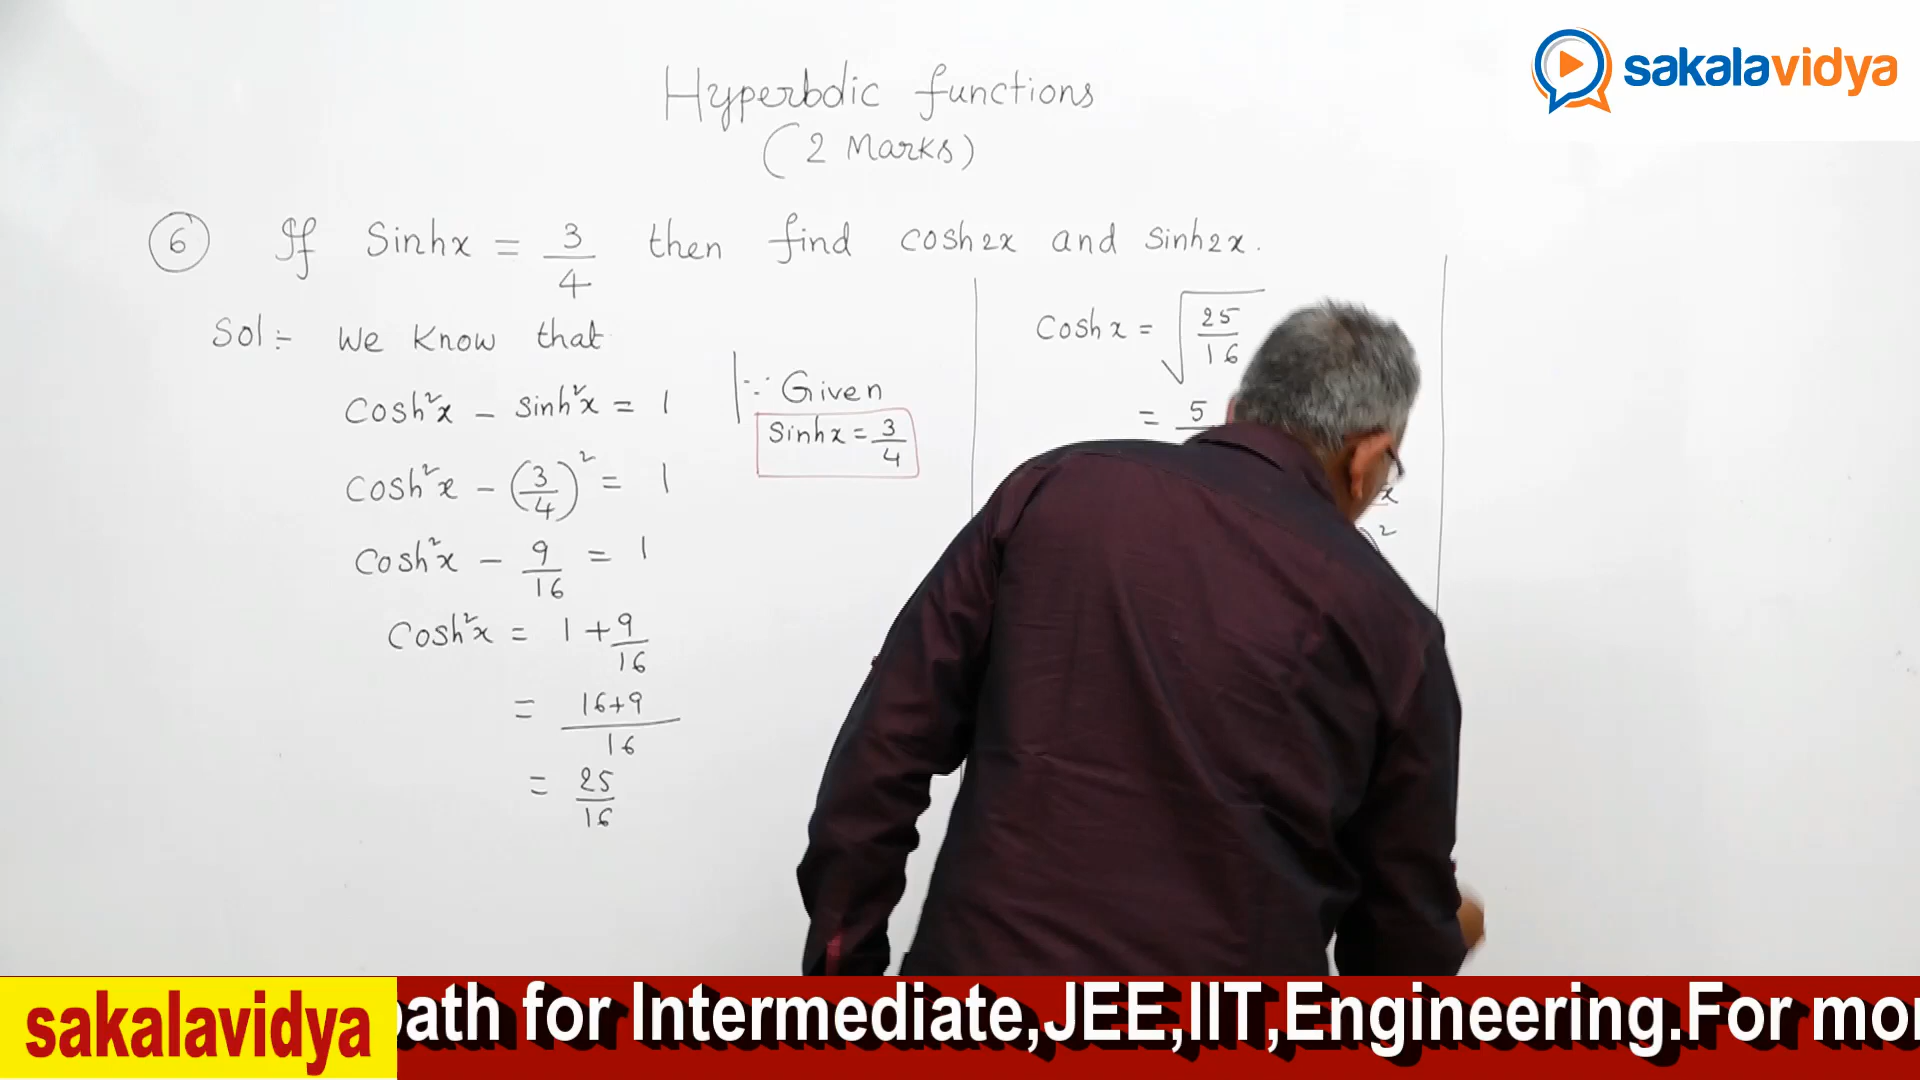 sakalavidya
Hyperbolic functions
(2 Marks)
6 If Sinhx = 3/4 then find cosh2x and sinh2x.
Sol:- We know that
Cosh²x - sinh²x = 1
∵ Given
Sinhx = 3/4
Cosh²x - (3/4)² = 1
Cosh²x - 9/16 = 1
Cosh²x = 1 + 9/16
= 16+9/16
= 25/16
Coshx = √25/16
= 5
x
2
sakalavidya
path for Intermediate,JEE,IIT,Engineering.For mo